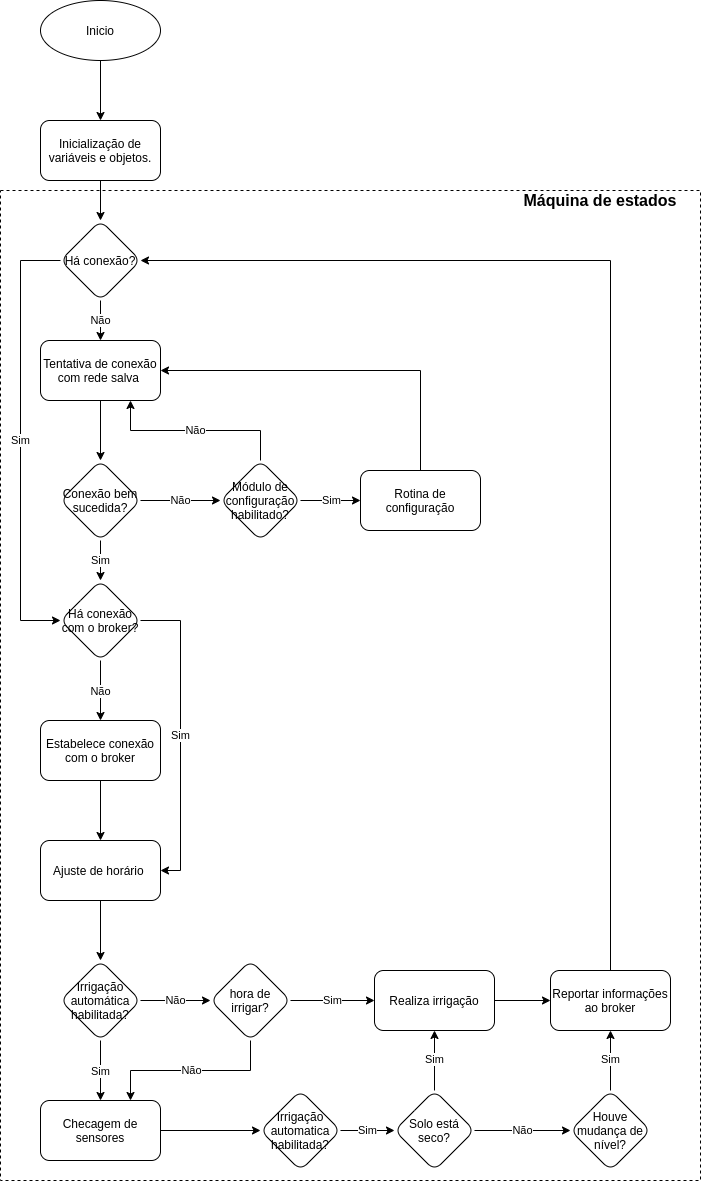 Inicio
Inicialização de
variáveis e objetos.
Máquina de estados
Há conexão?
Não
Tentativa de conexão
com rede salva
Não
Sim
Conexão bem
sucedida?
Não
Módulo de
configuração
habilitado?
Sim
Rotina de
configuração
Sim
Há conexão
com o broker?
Não
Sim
Estabelece conexão
com o broker
Ajuste de horário
Irrigação
automática
habilitada?
Não
hora de
irrigar?
Sim
Realiza irrigação
Reportar informações
ao broker
Sim
Não
Sim
Sim
Checagem de
sensores
Irrigação
automatica
habilitada?
Sim
Solo está
seco?
Não
Houve
mudança de
nível?